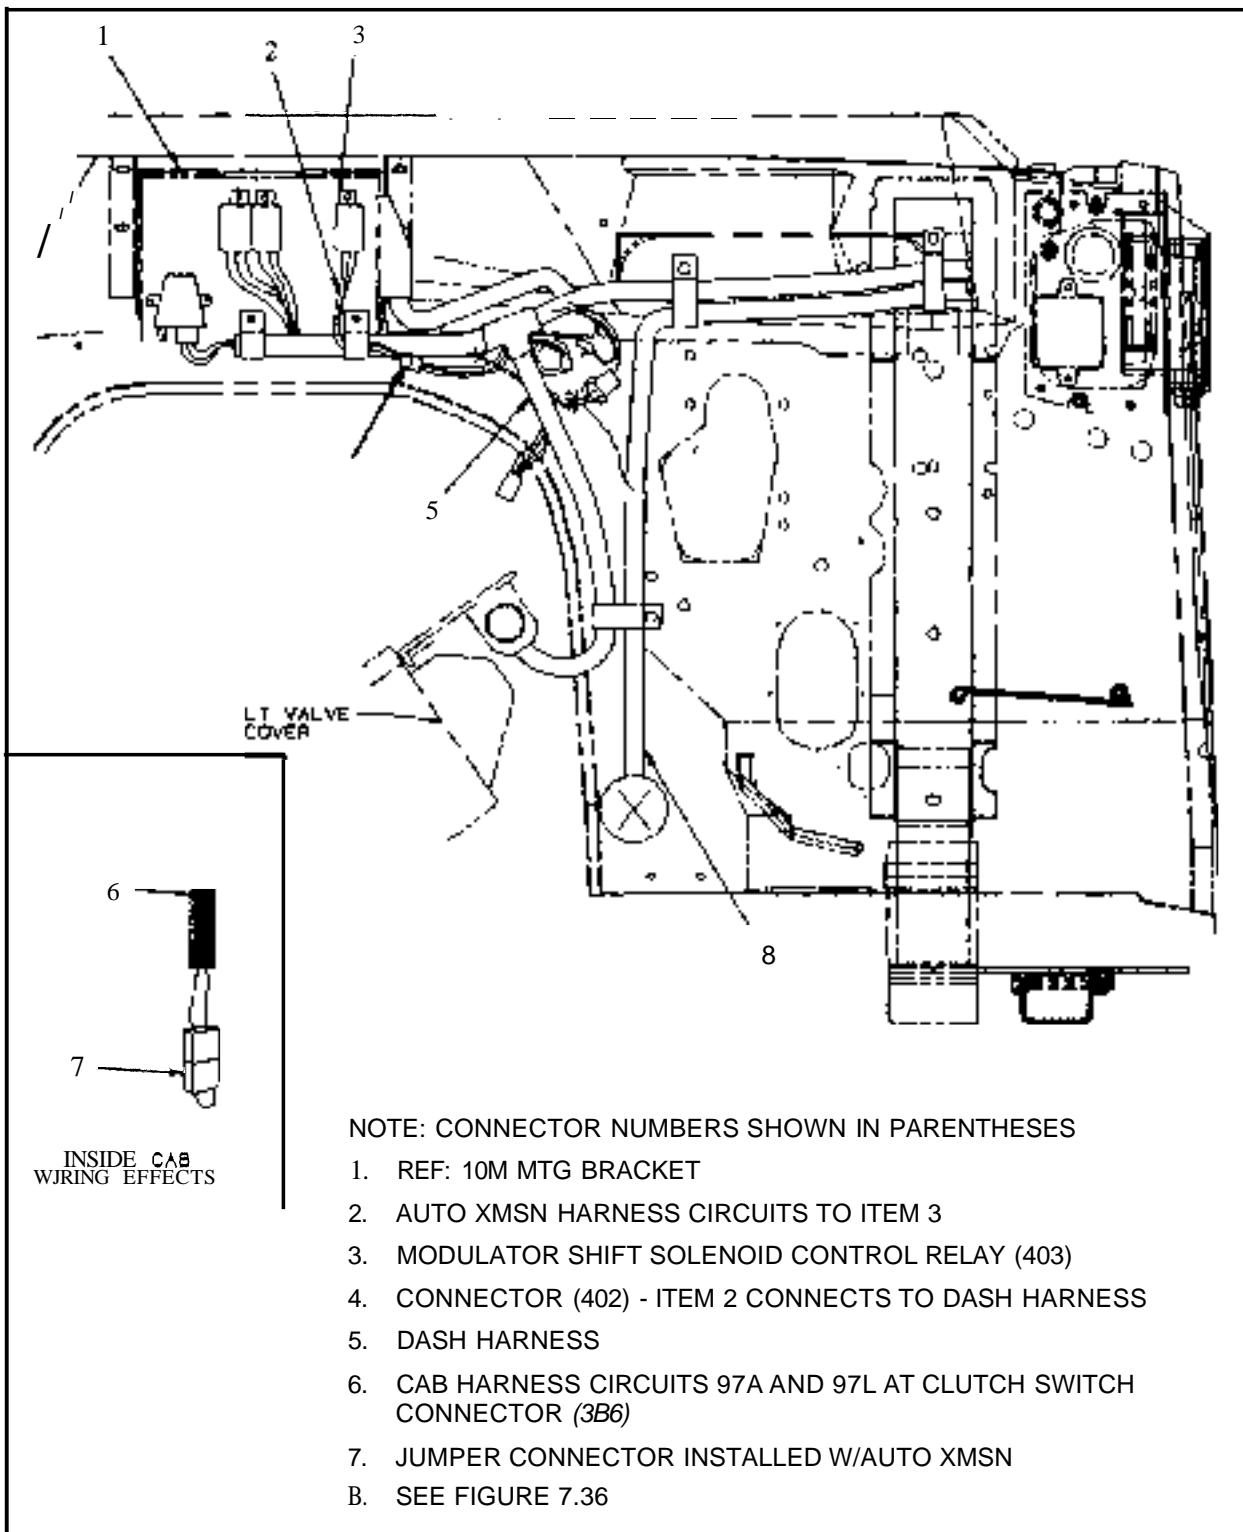 1
2
3
5
LT VALVE
COVER
8
6
7
INSIDE CAB
WJRING EFFECTS
NOTE: CONNECTOR NUMBERS SHOWN IN PARENTHESES
1. REF: 10M MTG BRACKET
2. AUTO XMSN HARNESS CIRCUITS TO ITEM 3
3. MODULATOR SHIFT SOLENOID CONTROL RELAY (403)
4. CONNECTOR (402) - ITEM 2 CONNECTS TO DASH HARNESS
5. DASH HARNESS
6. CAB HARNESS CIRCUITS 97A AND 97L AT CLUTCH SWITCH
CONNECTOR (3B6)
7. JUMPER CONNECTOR INSTALLED W/AUTO XMSN
B. SEE FIGURE 7.36